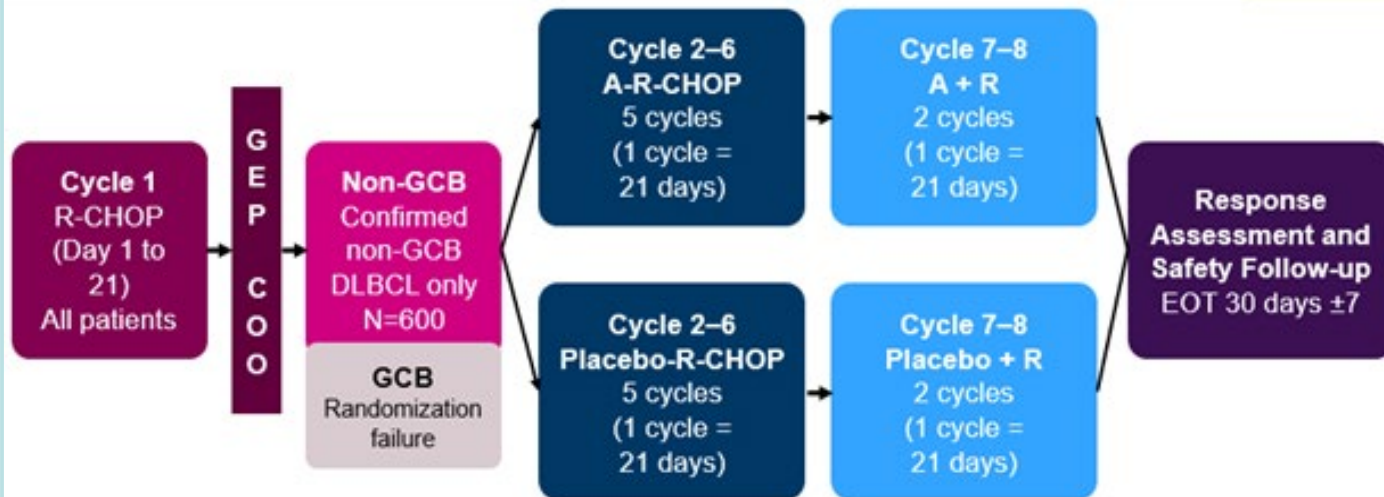 Cycle 1
R-CHOP
(Day 1 to
21)
All patients
G
E
P
C
O
O
Non-GCB
Confirmed
non-GCB
DLBCL only
N=600
GCB
Randomization
failure
Cycle 2–6
A-R-CHOP
5 cycles
(1 cycle =
21 days)
Cycle 7–8
A + R
2 cycles
(1 cycle =
21 days)
Cycle 2–6
Placebo-R-CHOP
5 cycles
(1 cycle =
21 days)
Cycle 7–8
Placebo + R
2 cycles
(1 cycle =
21 days)
Response
Assessment and
Safety Follow-up
EOT 30 days ±7